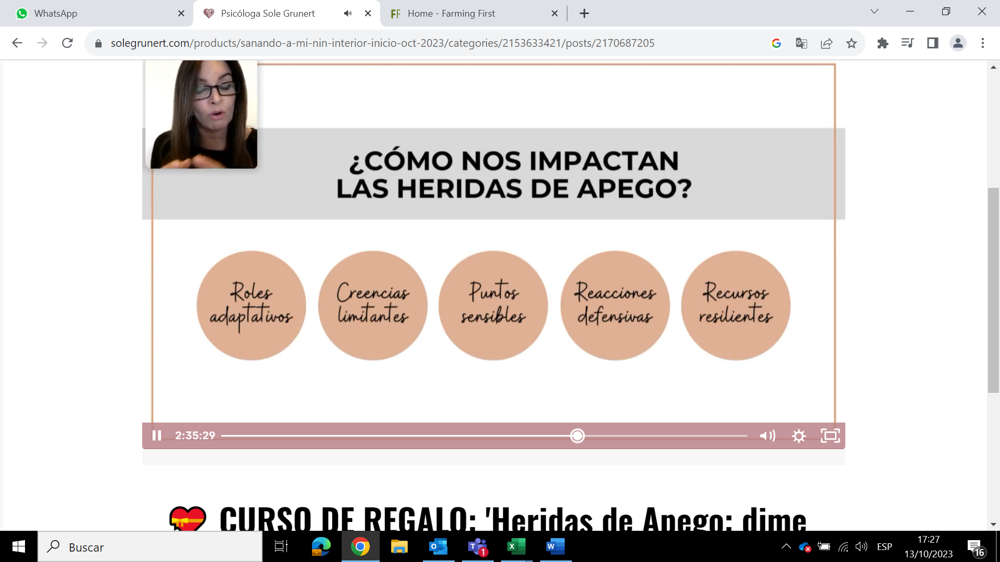 WhatsApp
Psicóloga Sole Grunert
FF Home - Farming First
solegrunert.com/products/sanando-a-mi-nin-interior-inicio-oct-2023/categories/2153633421/posts/2170687205
¿CÓMO NOS IMPACTAN
LAS HERIDAS DE APEGO?
Roles
adaptativos
Creencias
limitantes
Puntos
sensibles
Reacciones
defensivas
Recursos
resilientes
2:35:29
CURSO DE REGALO: 'Heridas de Apego: dime
Buscar
1
ESP
17:27
13/10/2023
16